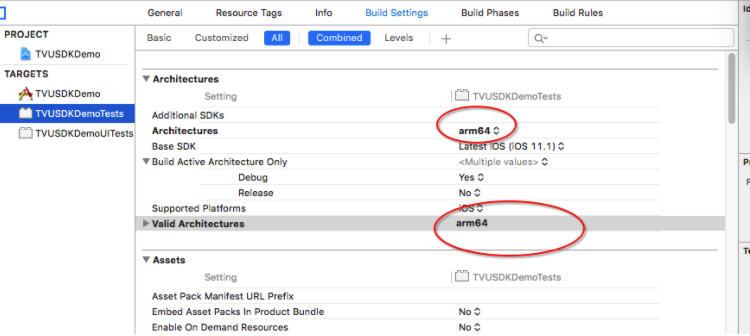 General Resource Tags Info Build Settings Build Phases Build Rules
Id
PROJECT
Basic Customized All Combined Levels +
TVUSDKDemo
TARGETS
TVUSDKDemo
TVUSDKDemoTests
TVUSDKDemoUITests
Architectures
Setting TVUSDKDemoTests
Additional SDKs
Architectures arm64
Base SDK Latest iOS (iOS 11.1)
Build Active Architecture Only <Multiple values>
Debug Yes
Release No
Supported Platforms iOS
Valid Architectures arm64
Assets
Setting TVUSDKDemoTests
Asset Pack Manifest URL Prefix
Embed Asset Packs In Product Bundle No
Enable On Demand Resources No